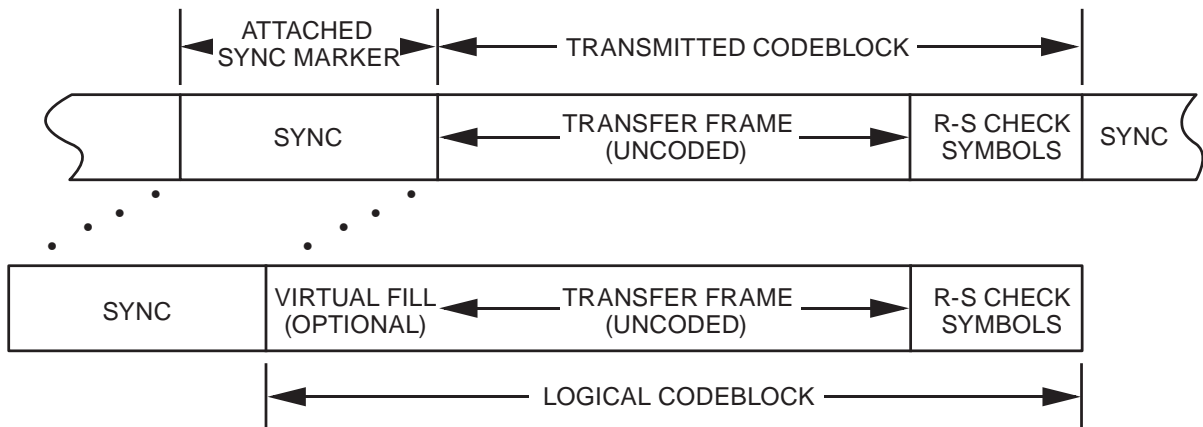 ATTACHED
SYNC MARKER
TRANSMITTED CODEBLOCK
SYNC
TRANSFER FRAME
(UNCODED)
R-S CHECK
SYMBOLS
SYNC
SYNC
VIRTUAL FILL
(OPTIONAL)
TRANSFER FRAME
(UNCODED)
R-S CHECK
SYMBOLS
LOGICAL CODEBLOCK